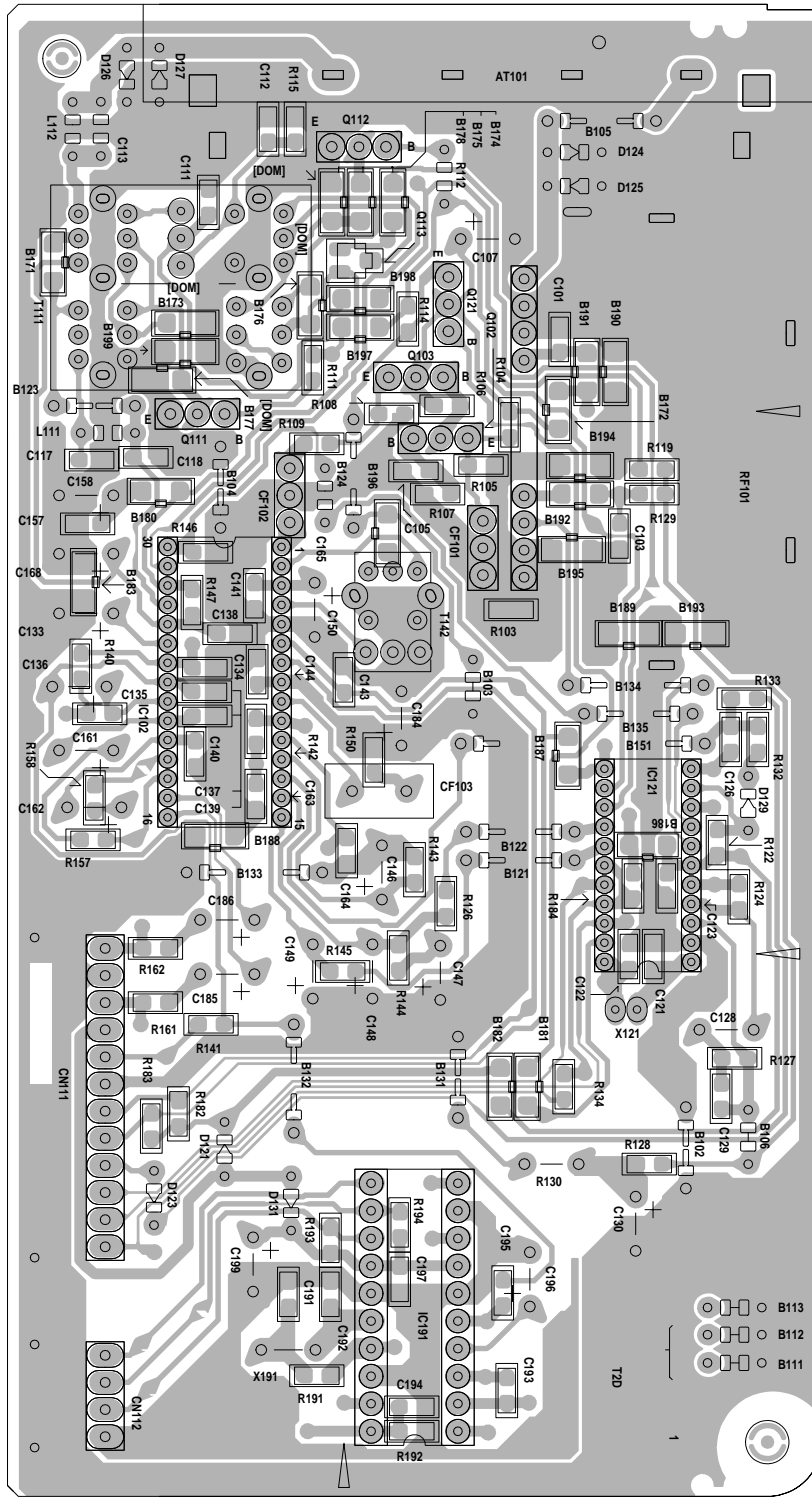 D126
D127
AT101
C112
R115
E
Q112
B
B174
B175
B178
B105
D124
D125
L112
C113
C111
[DOM]
R112
Q113
[DOM]
C107
B171
T111
[DOM]
B173
B176
B199
B198
E
Q121
B
R114
B197
R111
Q102
C101
B191
B190
Q103
E
B
R104
R106
B172
B123
R108
[DOM]
B177
E
Q111
B
R109
L111
C117
C118
B
E
B194
R119
C158
B104
CF102
B124
B196
R105
R107
RF101
C157
B180
R146
30
1
C165
C105
CF101
B192
R129
C103
B195
C168
B183
R147
C141
C138
C150
T142
R103
B189
B193
C133
C136
R140
C134
C144
C143
B103
B134
R133
C135
IC102
C184
B135
B151
C161
R158
C140
R142
R150
B187
IC121
C126
R132
C162
C137
C139
C163
CF103
D129
16
15
R157
B188
B122
B186
R122
B133
C164
C146
R143
B121
R184
R124
C123
C186
R126
R162
C149
R145
R144
C147
C122
C121
C185
C148
X121
C128
R161
R141
B182
B181
R127
CN111
R183
B132
B131
R134
R182
C129
B102
B106
D121
R128
R130
D123
D131
R193
R194
C130
C199
C195
C197
C196
C191
IC191
C192
B113
B112
B111
X191
R191
C193
T2D
CN112
C194
R192
1